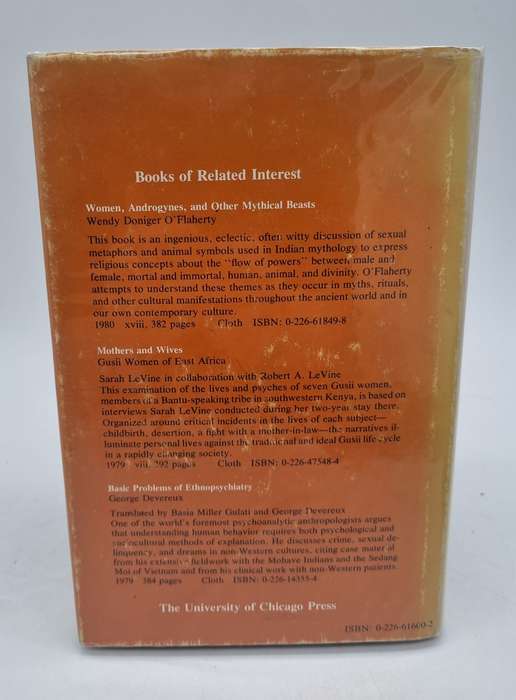 Books of Related Interest
Women, Androgynes, and Other Mythical Beasts
Wendy Doniger O'Flaherty
This book is an ingenious, eclectic, often witty discussion of sexual
metaphors and animal symbols used in Indian mythology to express
religious concepts about the "flow of powers" between male and
female, mortal and immortal, human, animal, and divinity. O'Flaherty
attempts to understand these themes as they occur in myths, rituals,
and other cultural manifestations throughout the ancient world and in
our own contemporary culture.
1980 xviii, 382 pages Cloth ISBN: 0-226-61849-8
Mothers and Wives
Gusii Women of East Africa
Sarah LeVine in collaboration with Robert A. LeVine
This examination of the lives and psyches of seven Gusii women,
members of a Bantu-speaking tribe in southwestern Kenya, is based on
interviews Sarah LeVine conducted during her two-year stay there.
Organized around critical incidents in the lives of each subject—
childbirth, desertion, a fight with a mother-in-law—the narratives il-
luminate personal lives against the traditional and ideal Gusii life cycle
in a rapidly changing society.
1979 viii, 292 pages Cloth ISBN: 0-226-47548-4
Basic Problems of Ethnopsychiatry
George Devereux
Translated by Basia Miller Gulati and George Devereux
One of the world's foremost psychoanalytic anthropologists argues
that understanding human behavior requires both psychological and
sociocultural methods of explanation. He discusses crime, sexual de-
linquency, and dreams in non-Western cultures, citing case material
from his extensive fieldwork with the Mohave Indians and the Sedang
Moi of Vietnam and from his clinical work with non-Western patients.
1979 384 pages Cloth ISBN: 0-226-14355-4
The University of Chicago Press
ISBN: 0-226-61600-2